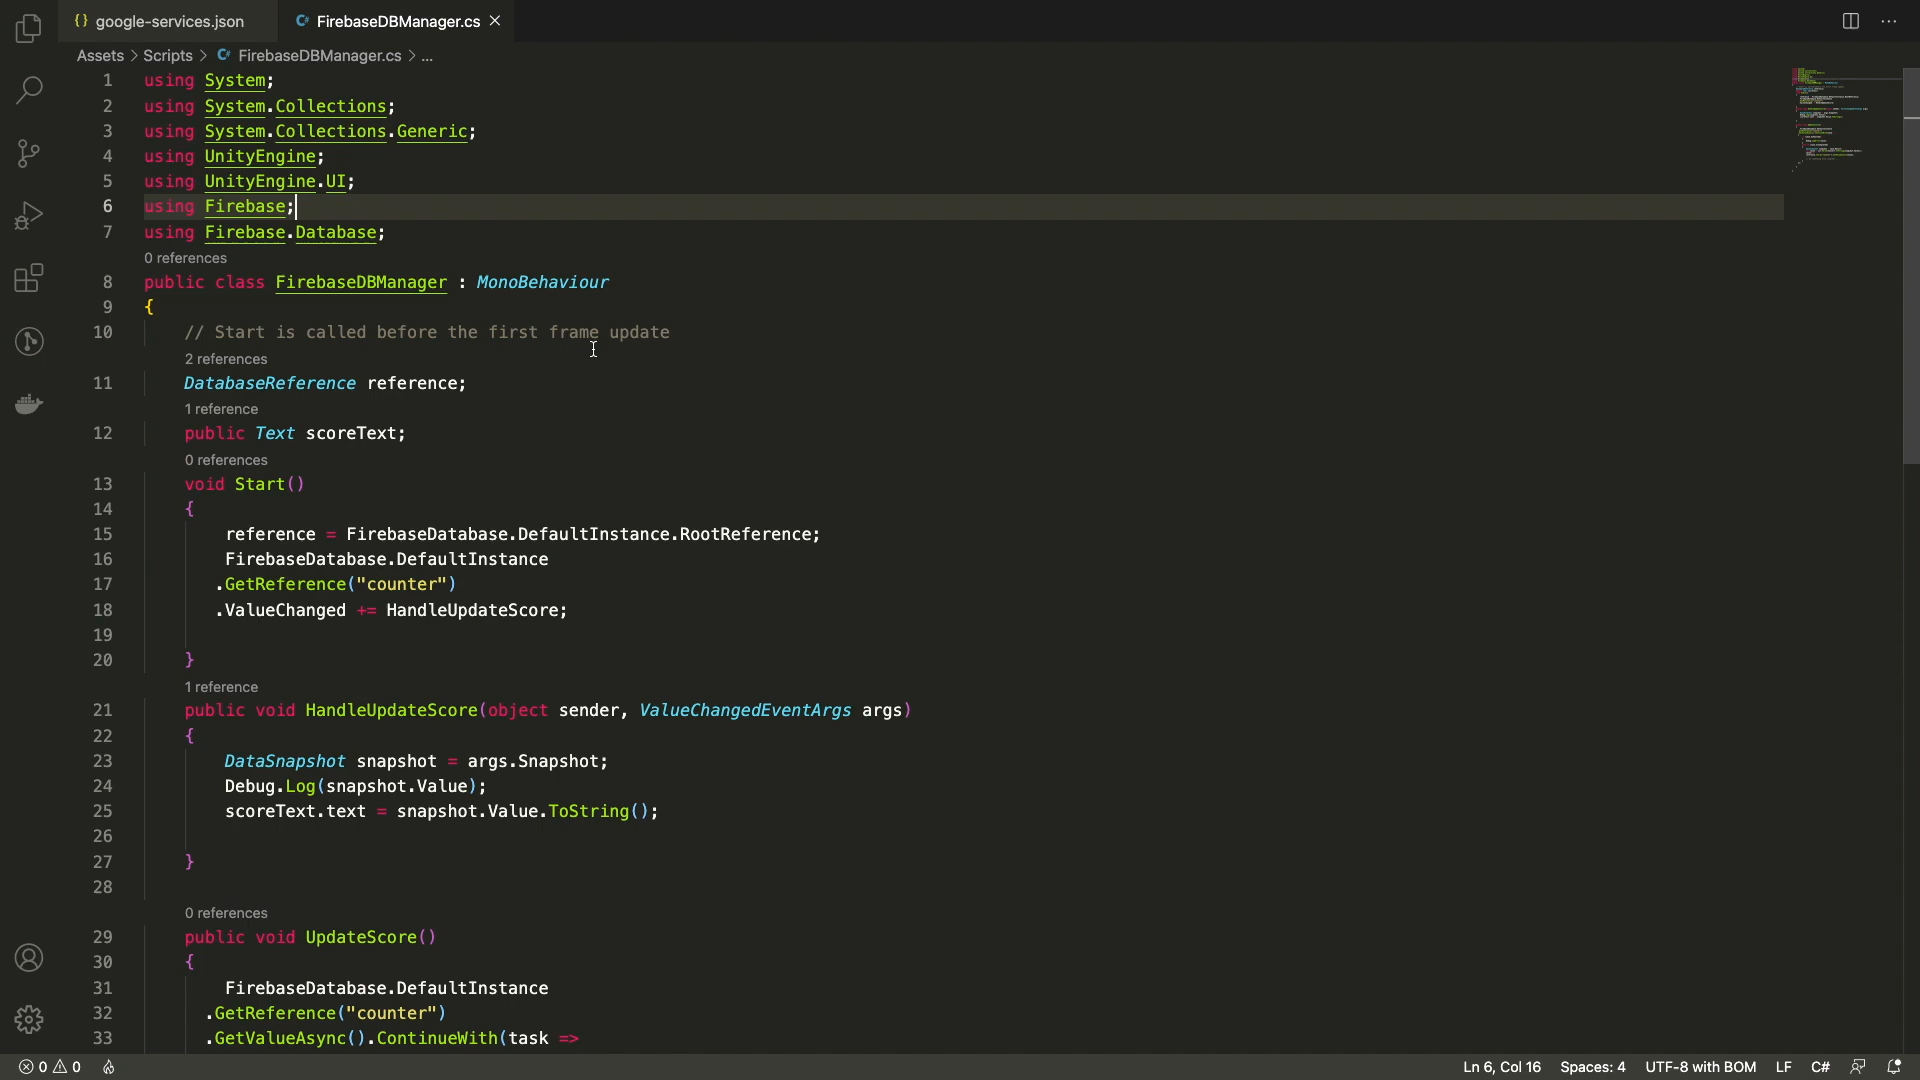 {} google-services.json
C# FirebaseDBManager.cs
Assets > Scripts > C# FirebaseDBManager.cs > ...
1 using System;
2 using System.Collections;
3 using System.Collections.Generic;
4 using UnityEngine;
5 using UnityEngine.UI;
6 using Firebase;
7 using Firebase.Database;
0 references
8 public class FirebaseDBManager : MonoBehaviour
9 {
10 // Start is called before the first frame update
2 references
11 DatabaseReference reference;
1 reference
12 public Text scoreText;
0 references
13 void Start()
14 {
15 reference = FirebaseDatabase.DefaultInstance.RootReference;
16 FirebaseDatabase.DefaultInstance
17 .GetReference("counter")
18 .ValueChanged += HandleUpdateScore;
19
20 }
1 reference
21 public void HandleUpdateScore(object sender, ValueChangedEventArgs args)
22 {
23 DataSnapshot snapshot = args.Snapshot;
24 Debug.Log(snapshot.Value);
25 scoreText.text = snapshot.Value.ToString();
26
27 }
28
0 references
29 public void UpdateScore()
30 {
31 FirebaseDatabase.DefaultInstance
32 .GetReference("counter")
33 .GetValueAsync().ContinueWith(task =>
0 0
Ln 6, Col 16 Spaces: 4 UTF-8 with BOM LF C#